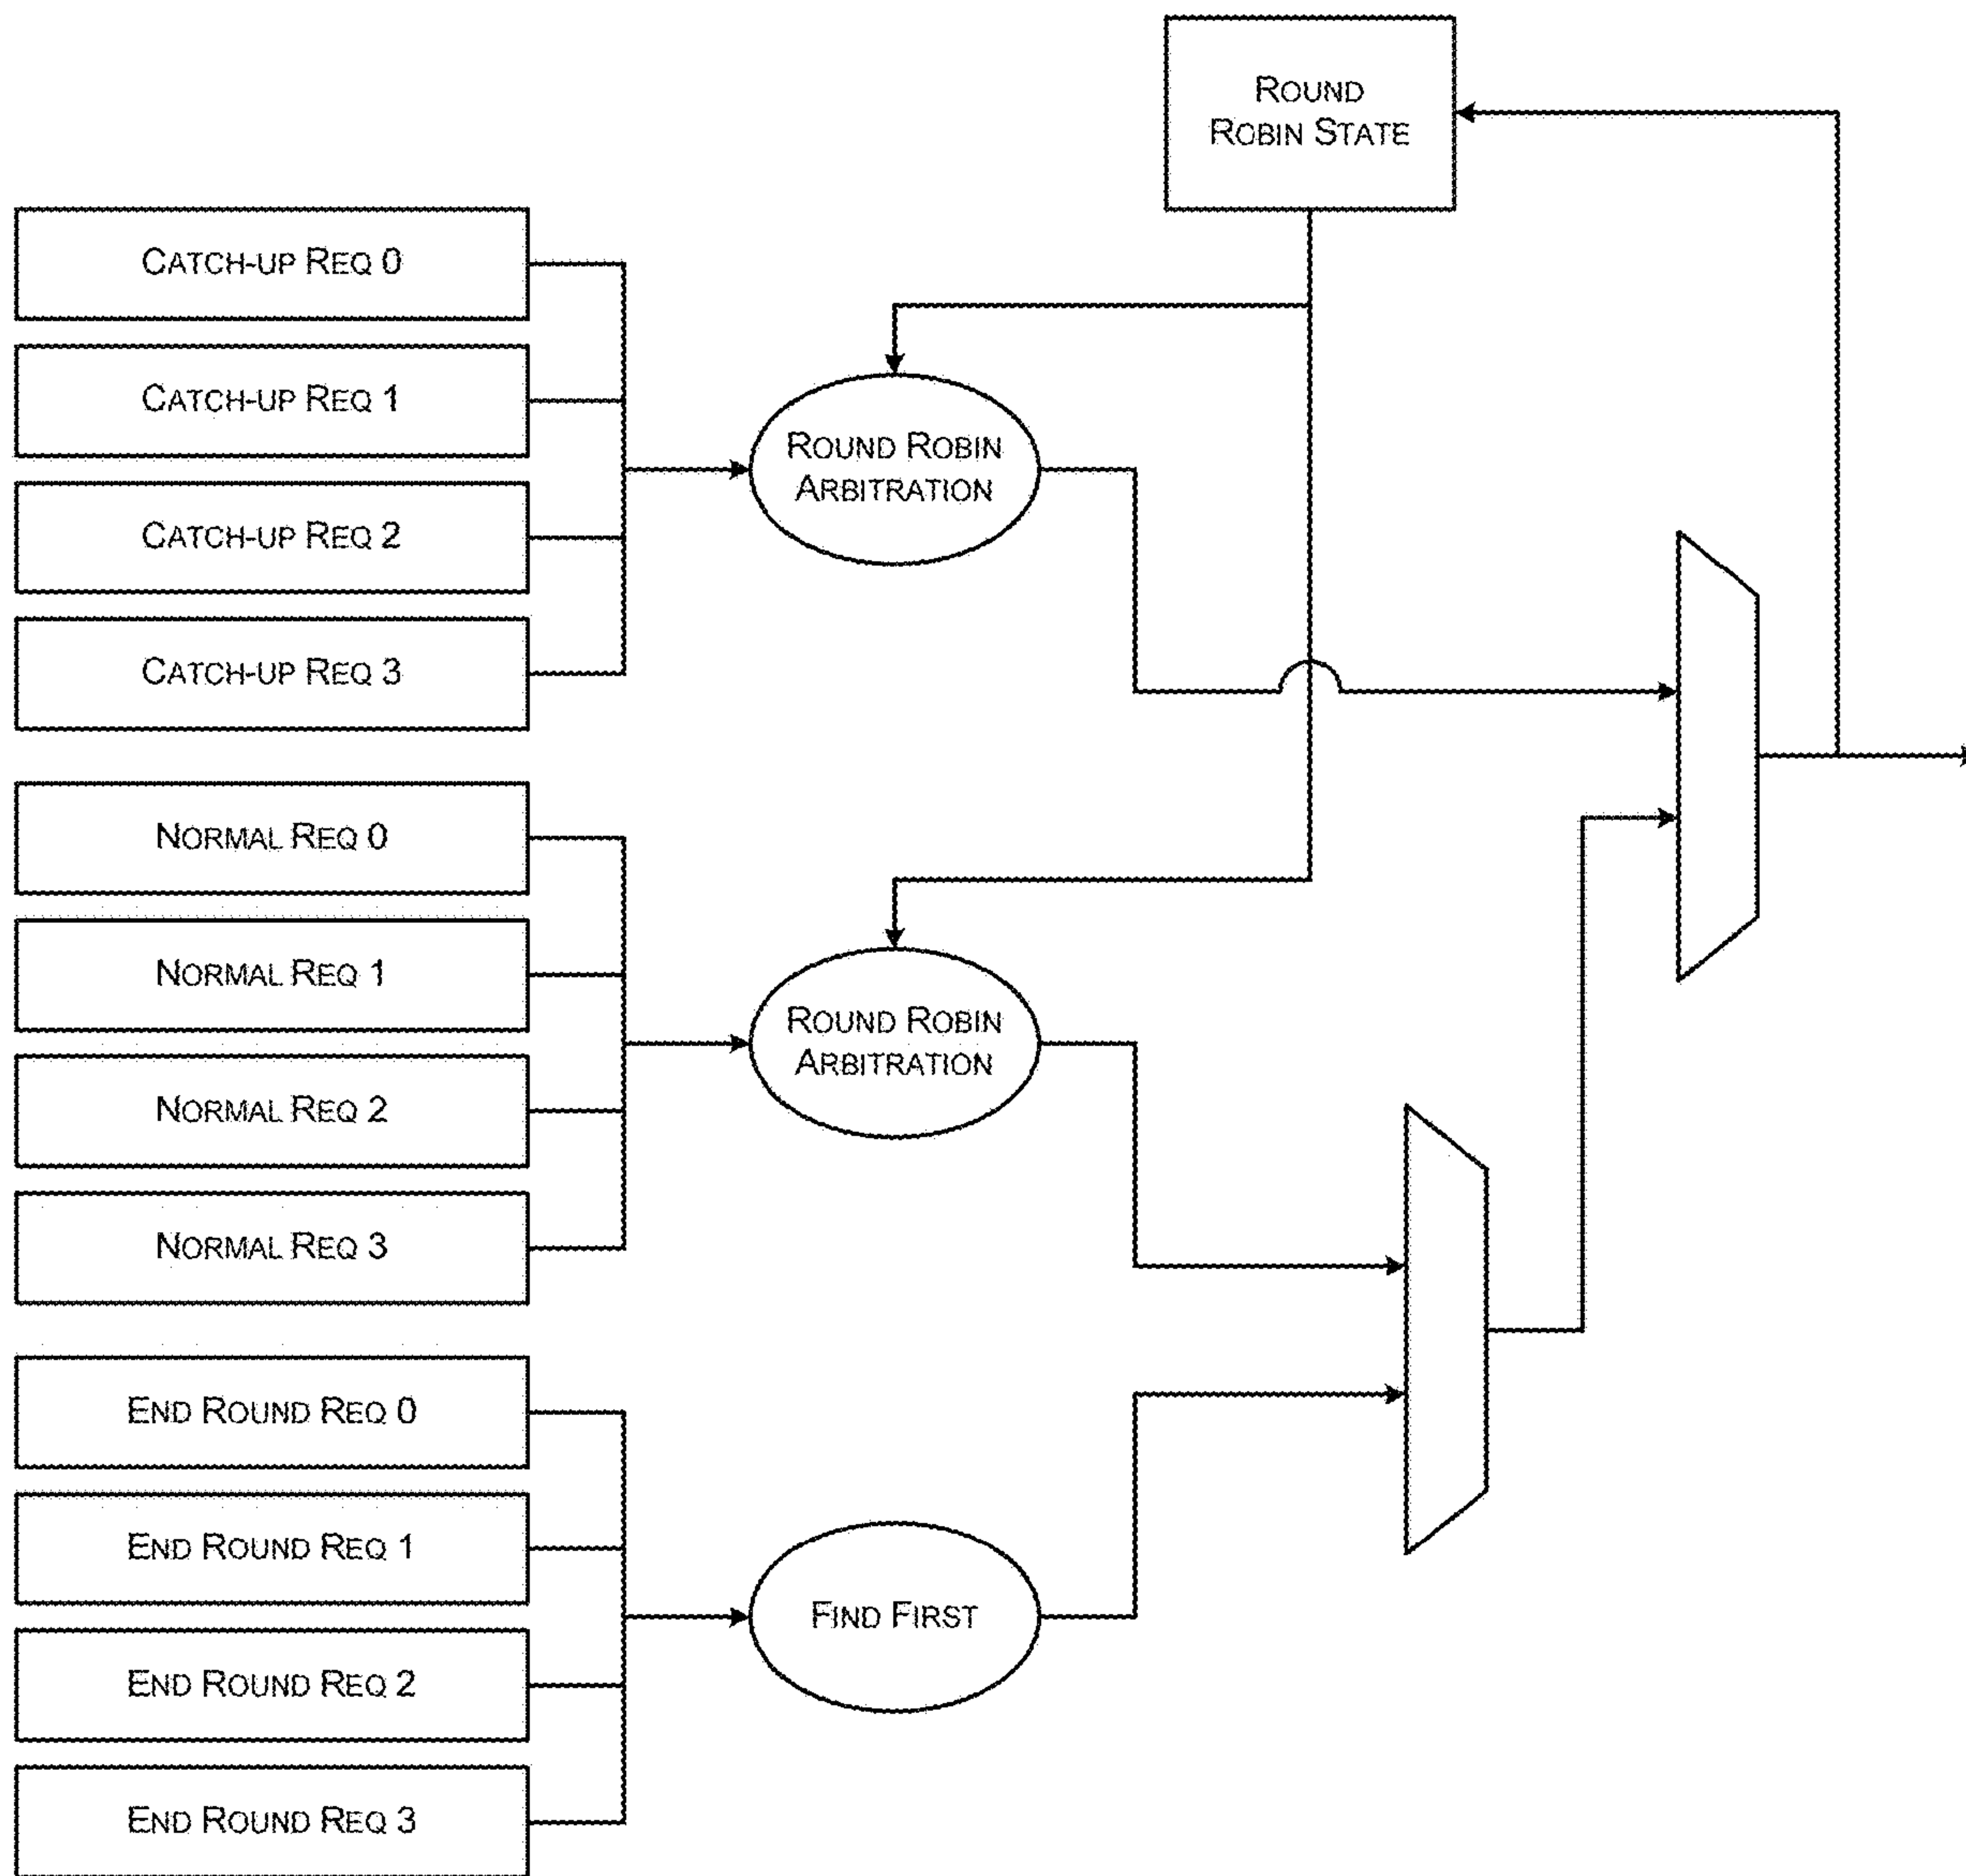 ROUND
ROBIN STATE
CATCH-UP REQ 0
CATCH-UP REQ 1
CATCH-UP REQ 2
CATCH-UP REQ 3
ROUND ROBIN
ARBITRATION
NORMAL REQ 0
NORMAL REQ 1
NORMAL REQ 2
NORMAL REQ 3
ROUND ROBIN
ARBITRATION
END ROUND REQ 0
END ROUND REQ 1
END ROUND REQ 2
END ROUND REQ 3
FIND FIRST